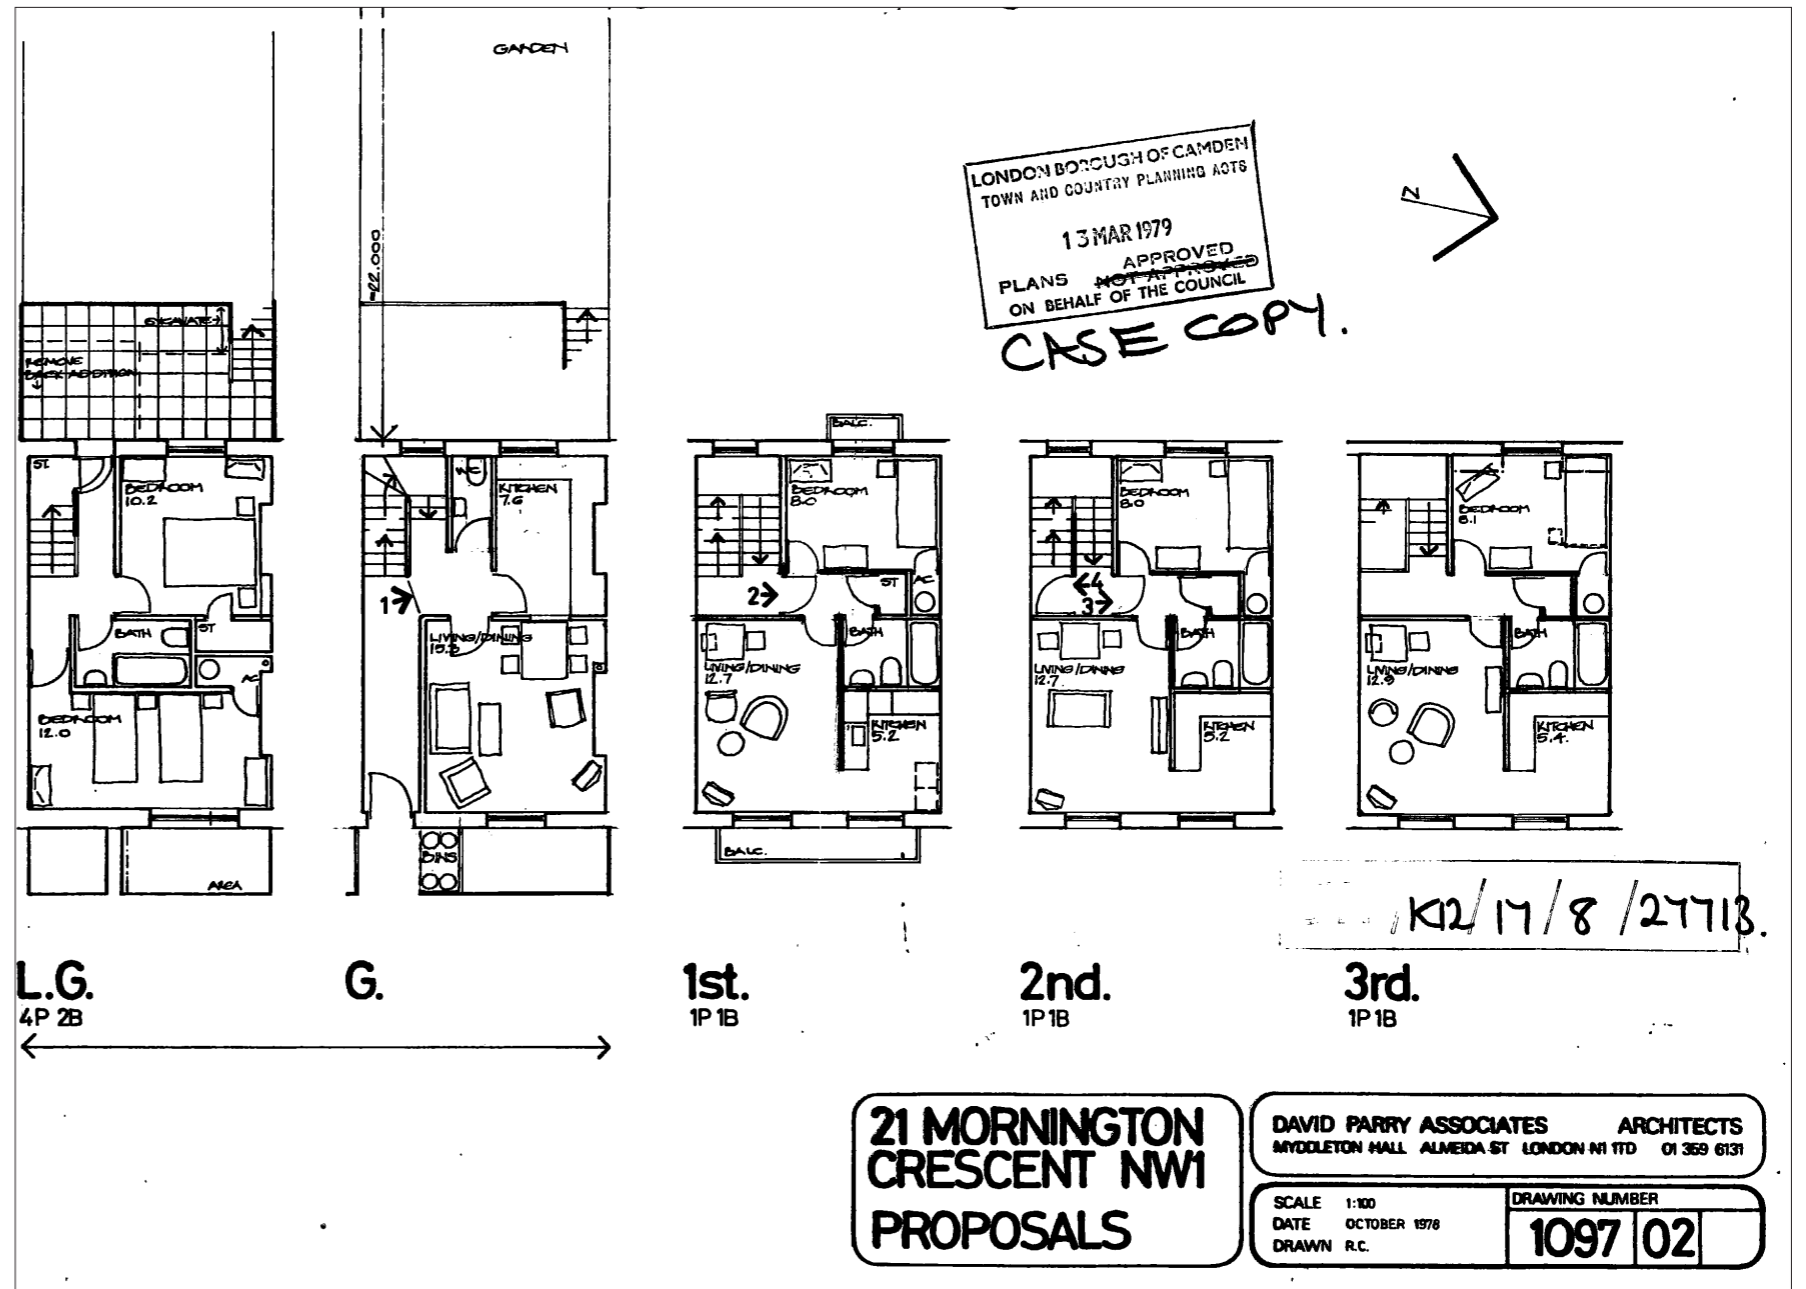 GARDEN
22.000
LONDON BOROUGH OF CAMDEN
TOWN AND COUNTRY PLANNING ACTS
13 MAR 1979
APPROVED
PLANS NOT APPROVED
ON BEHALF OF THE COUNCIL
CASE COPY.
N
EXCAVATE
REMOVE
BACK ADDITION
ST.
BEDROOM
10.2
BATH
ST
AC
BEDROOM
12.0
AREA
WC
KITCHEN
7.6
1
LIVING/DINING
BINS
BALC.
BEDROOM
8.0
2
ST
AC
BATH
LIVING/DINING
12.7
KITCHEN
5.2
BALC.
BEDROOM
8.0
4
3
BATH
LIVING/DINING
12.7
KITCHEN
5.2
BEDROOM
8.1
BATH
LIVING/DINING
12.9
KITCHEN
5.4.
K12/17/8/27713.
L.G.
4P 2B
G.
1st.
1P 1B
2nd.
1P 1B
3rd.
1P 1B
21 MORNINGTON
CRESCENT NW1
PROPOSALS
DAVID PARRY ASSOCIATES ARCHITECTS
MYDDLETON HALL ALMEIDA ST LONDON N1 1TD 01 359 6131
SCALE 1:100
DATE OCTOBER 1978
DRAWN R.C.
DRAWING NUMBER
1097 02